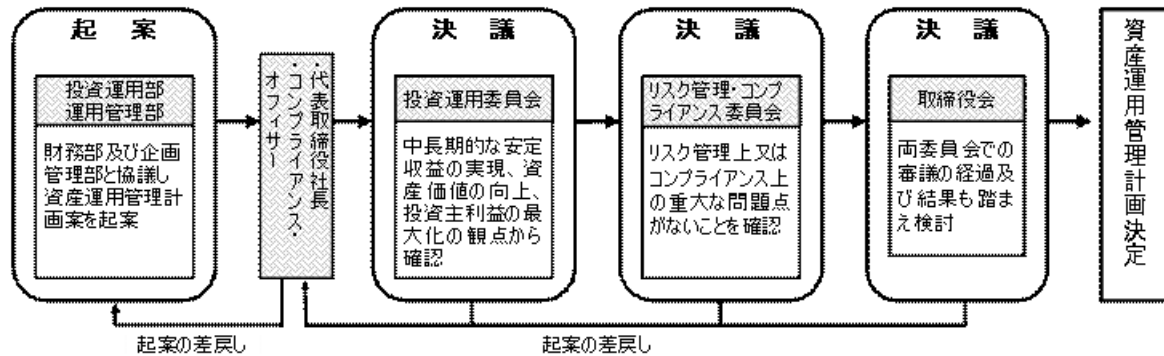 起 案
投資運用部
運用管理部
財務部及び企画
管理部と協議し
資産運用管理計
画案を起案
・代表取締役社長
・コンプライアンス・
オフィサー
決 議
投資運用委員会
中長期的な安定
収益の実現、資
産価値の向上、
投資主利益の最
大化の観点から
確認
決 議
リスク管理・コンプ
ライアンス委員会
リスク管理上又は
コンプライアンス上
の重大な問題点
がないことを確認
決 議
取締役会
両委員会での
審議の経過及
び結果も踏ま
え検討
資産運用管理計画決定
起案の差戻し
起案の差戻し